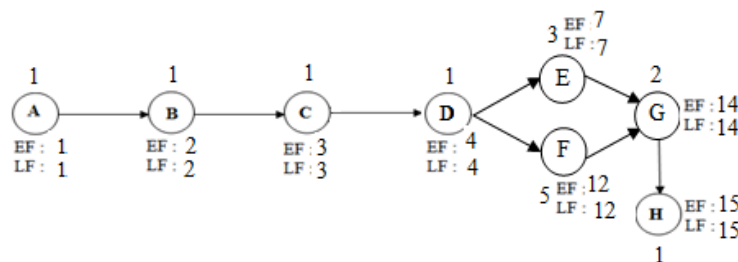 1 1 1 1 3 EF : 7
LF : 7 2
A B C D E G EF : 14
LF : 14
EF : 1 EF : 2 EF : 3 EF : 4 F
LF : 1 LF : 2 LF : 3 LF : 4
5 EF : 12
LF : 12
H EF : 15
LF : 15
1